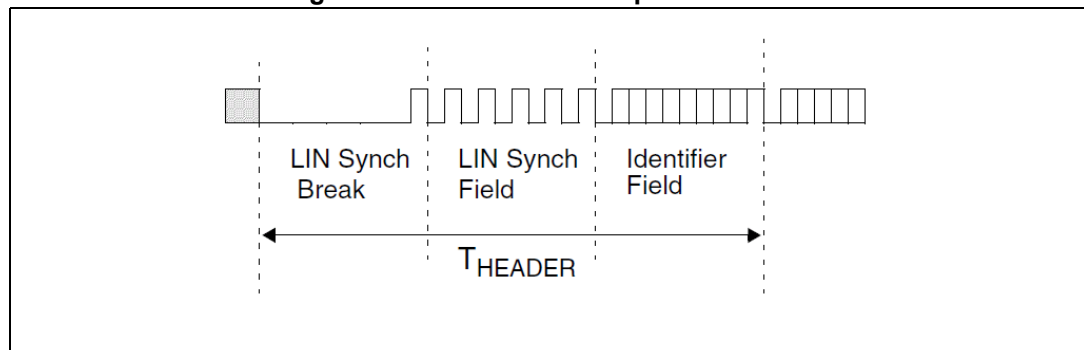 LIN Synch
Break
LIN Synch
Field
Identifier
Field
THEADER